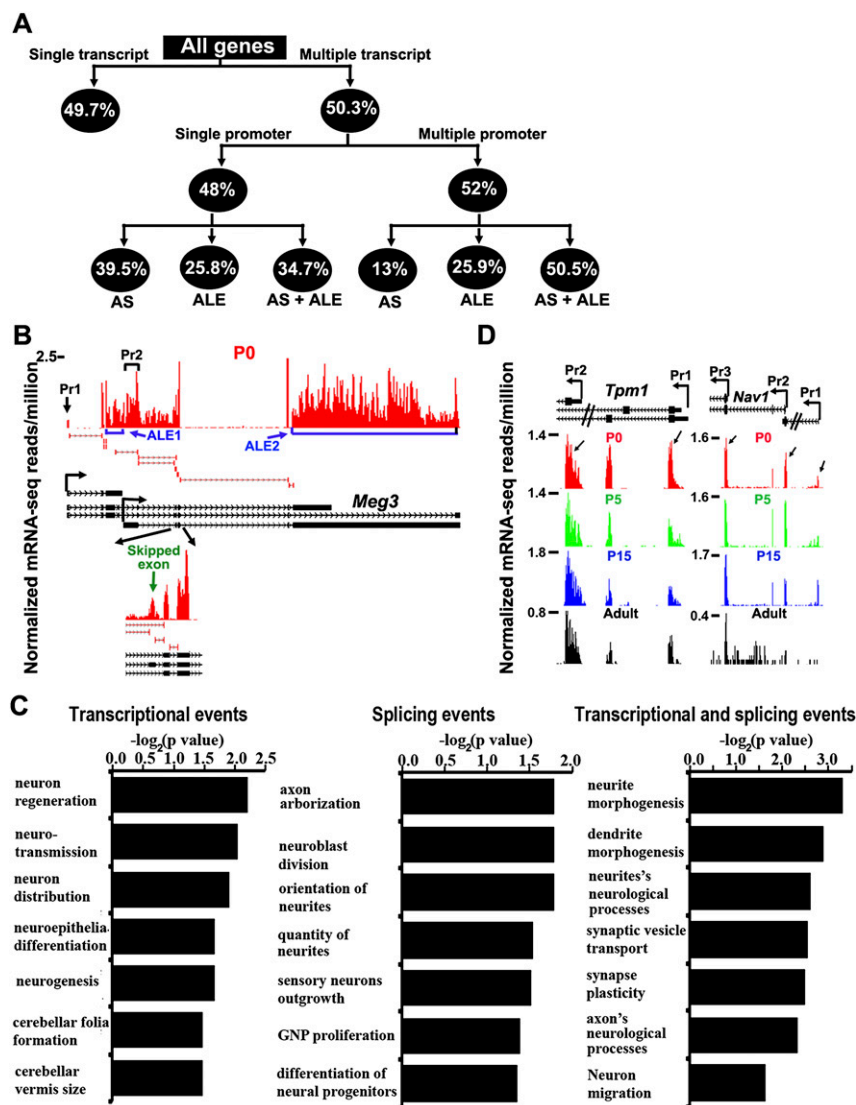 A
All genes
Single transcript
Multiple transcript
49.7%
50.3%
Single promoter
Multiple promoter
48%
52%
39.5%
25.8%
34.7%
13%
25.9%
50.5%
AS
ALE
AS + ALE
AS
ALE
AS + ALE
B
Normalized mRNA-seq reads/million
2.5
Pr1
Pr2
P0
ALE1
ALE2
Meg3
Skipped
exon
D
Normalized mRNA-seq reads/million
Pr2
Tpm1
Pr1
Pr3
Nav1
Pr2
Pr1
1.4
P0
1.6
P0
1.4
P5
1.6
P5
1.8
P15
1.7
P15
0.8
Adult
0.4
Adult
C
Transcriptional events
-log2(p value)
0.0 0.5 1.0 1.5 2.0 2.5
neuron
regeneration
neuro-
transmission
neuron
distribution
neuroepithelia
differentiation
neurogenesis
cerebellar folia
formation
cerebellar
vermis size
Splicing events
-log2(p value)
0.0 0.5 1.0 1.5 2.0
axon
arborization
neuroblast
division
orientation of
neurites
quantity of
neurites
sensory neurons
outgrowth
GNP proliferation
differentiation of
neural progenitors
Transcriptional and splicing events
-log2(p value)
0.0 1.0 2.0 3.0
neurite
morphogenesis
dendrite
morphogenesis
neurites's
neurological
processes
synaptic vesicle
transport
synapse
plasticity
axon's
neurological
processes
Neuron
migration